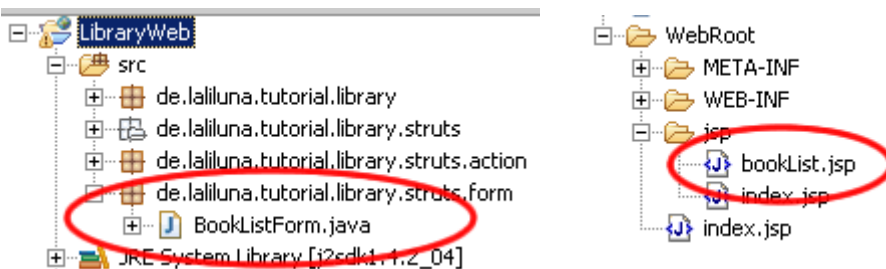 LibraryWeb
src
de.laliluna.tutorial.library
de.laliluna.tutorial.library.struts
de.laliluna.tutorial.library.struts.action
de.laliluna.tutorial.library.struts.form
BookListForm.java
JRE System Library [j2sdk1.4.2_04]
WebRoot
META-INF
WEB-INF
jsp
bookList.jsp
index.jsp
index.jsp